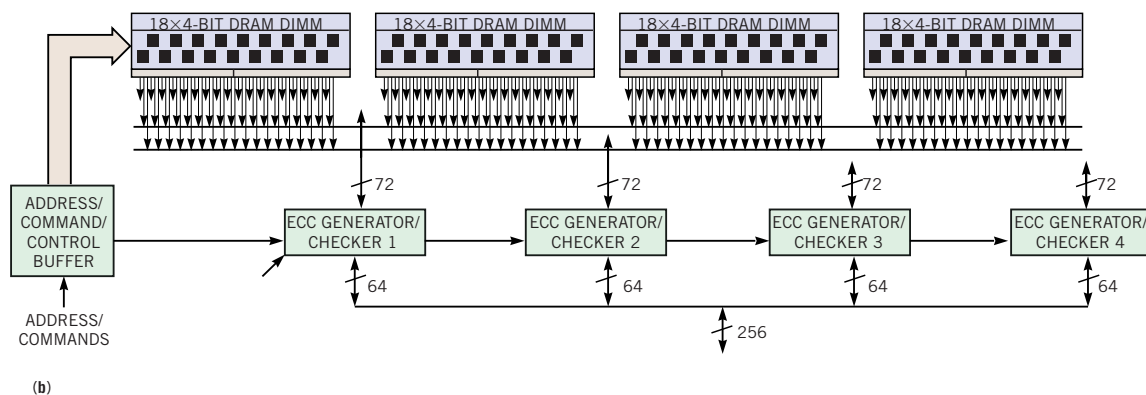 18×4-BIT DRAM DIMM
18×4-BIT DRAM DIMM
18×4-BIT DRAM DIMM
18×4-BIT DRAM DIMM
72
72
72
72
ADDRESS/
COMMAND/
CONTROL
BUFFER
ECC GENERATOR/
CHECKER 1
ECC GENERATOR/
CHECKER 2
ECC GENERATOR/
CHECKER 3
ECC GENERATOR/
CHECKER 4
64
64
64
64
ADDRESS/
COMMANDS
256
(b)